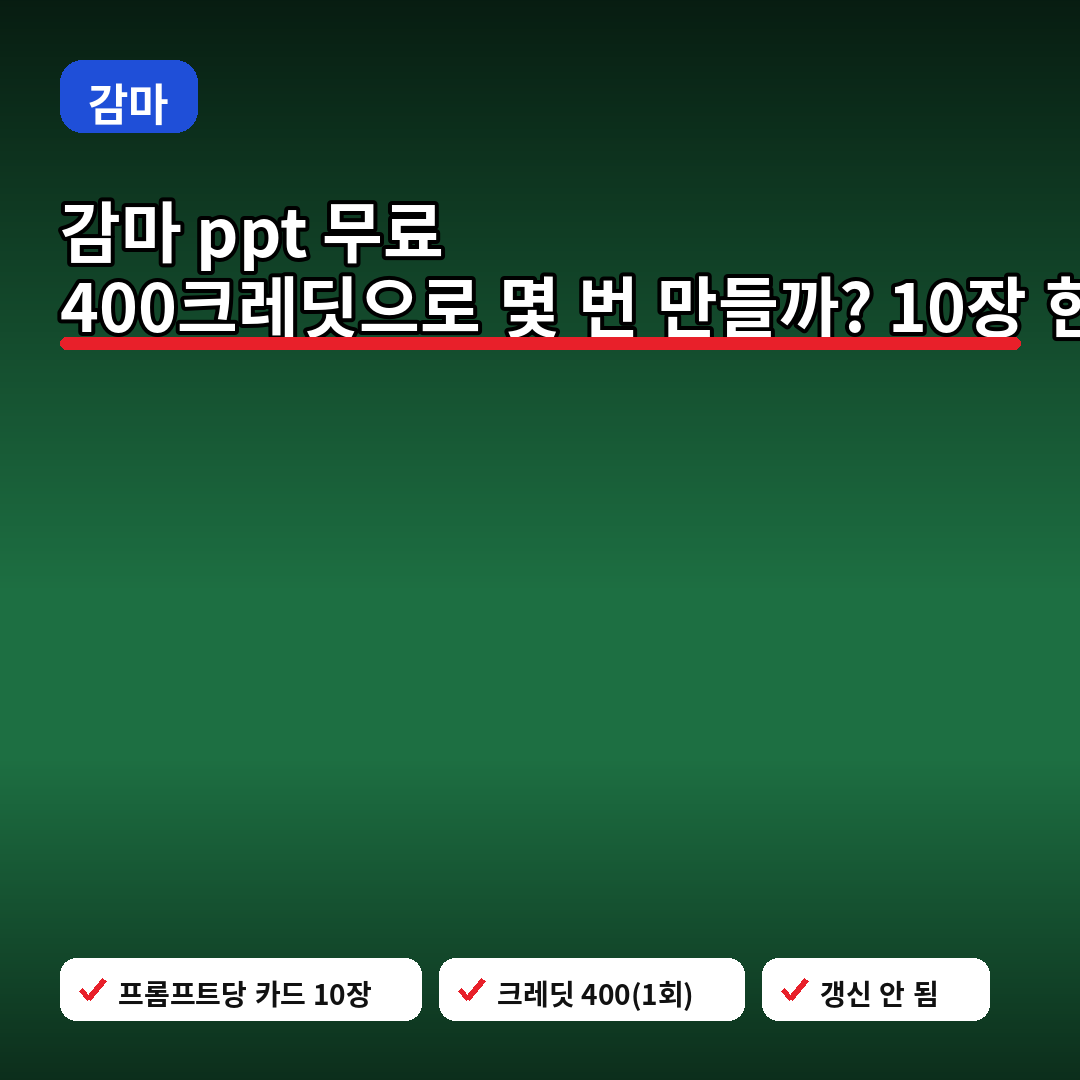 감마
감마 ppt 무료
400크레딧으로 몇 번 만들까? 10장
프롬프트당 카드 10장
크레딧 400(1회)
갱신 안 됨